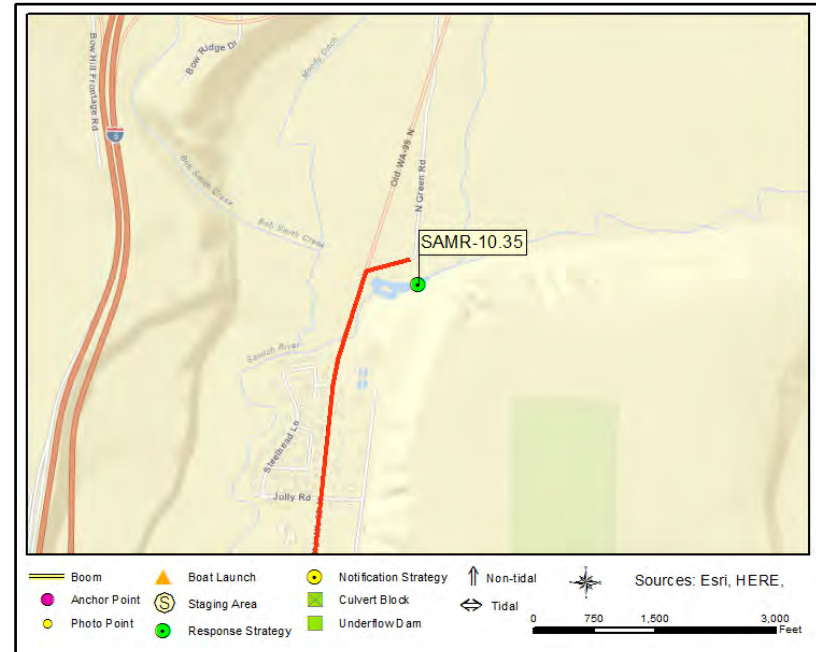 Bow Hill Frontage Rd
Bow Ridge Dr
Moody Ditch
5
Bob Smith Creek
Bob Smith Creek
Old WA-99 N
N Green Rd
SAMR-10.35
Samish River
Steelhead Ln
Jolly Rd
Boom
Boat Launch
Notification Strategy
Non-tidal
Sources: Esri, HERE,
Anchor Point
S
Staging Area
Culvert Block
Tidal
Photo Point
Response Strategy
Underflow Dam
0 750 1,500 3,000
Feet